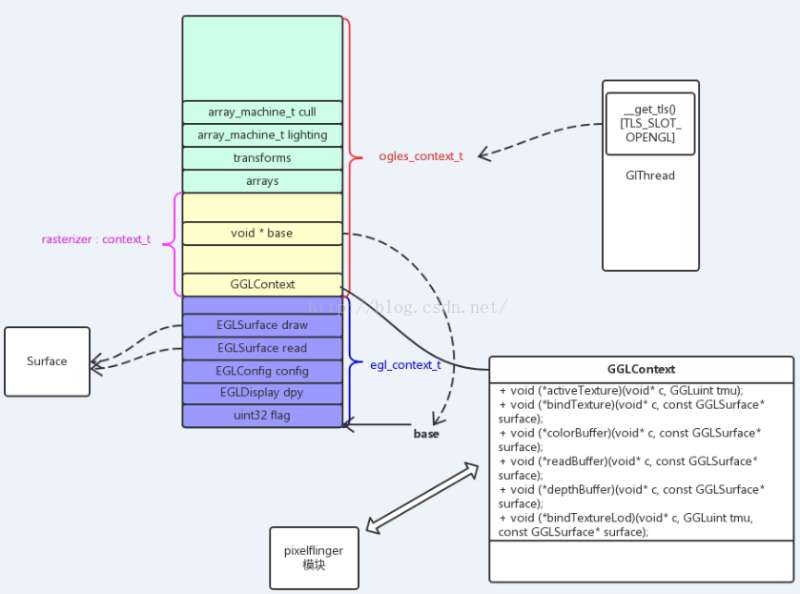 array_machine_t cull
array_machine_t lighting
transforms
arrays
ogles_context_t
__get_tls()
[TLS_SLOT_
OPENGL]
GlThread
void * base
rasterizer : context_t
GGLContext
http://blog.csdn.net/
EGLSurface draw
EGLSurface read
EGLConfig config
EGLDisplay dpy
uint32 flag
egl_context_t
Surface
base
GGLContext
+ void (*activeTexture)(void* c, GGLuint tmu);
+ void (*bindTexture)(void* c, const GGLSurface*
surface);
+ void (*colorBuffer)(void* c, const GGLSurface*
surface);
+ void (*readBuffer)(void* c, const GGLSurface*
surface);
+ void (*depthBuffer)(void* c, const GGLSurface*
surface);
+ void (*bindTextureLod)(void* c, GGLuint tmu,
const GGLSurface* surface);
pixelflinger
模块